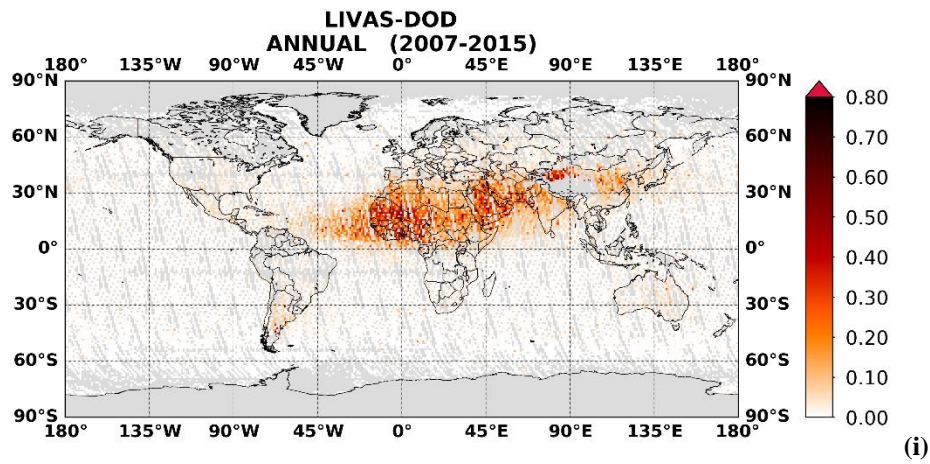 LIVAS-DOD
ANNUAL (2007-2015)
180° 135°W 90°W 45°W 0° 45°E 90°E 135°E 180°
90°N 90°N 0.80
60°N 60°N 0.70
0.60
30°N 30°N 0.50
0° 0° 0.40
30°S 30°S 0.30
60°S 60°S 0.20
0.10
90°S 90°S 0.00
180° 135°W 90°W 45°W 0° 45°E 90°E 135°E 180°
(i)